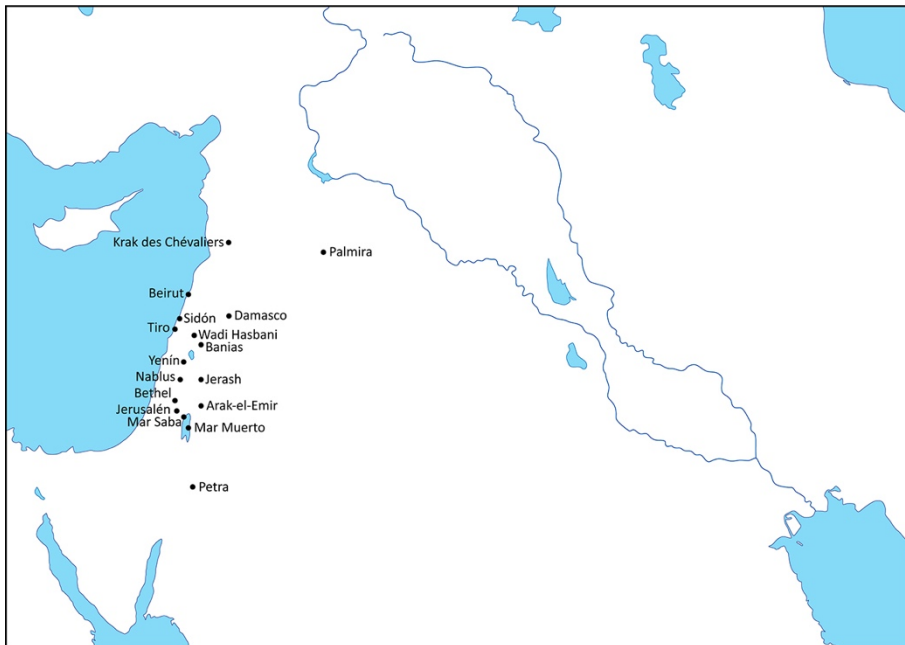 Krak des Chévaliers
Palmira
Beirut
Damasco
Sidón
Tiro
Wadi Hasbani
Banias
Yenín
Nablus
Jerash
Bethel
Arak-el-Emir
Jerusalén
Mar Saba
Mar Muerto
Petra